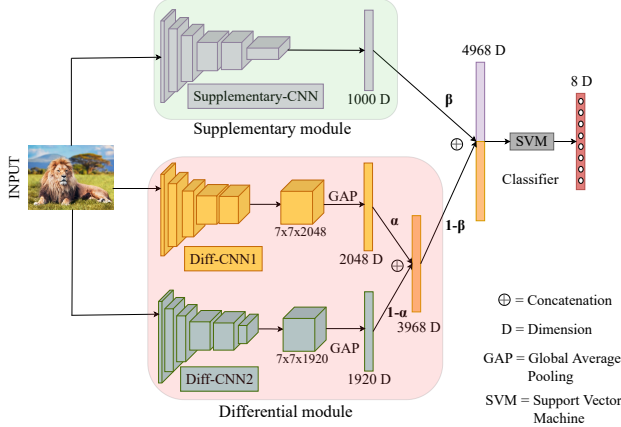 Supplementary-CNN
1000 D
Supplementary module
β
4968 D
⊕
8 D
SVM
Classifier
INPUT
GAP
7x7x2048
Diff-CNN1
2048 D
α
1-β
⊕
3968 D
1-α
GAP
7x7x1920
Diff-CNN2
1920 D
Differential module
⊕ = Concatenation
D = Dimension
GAP = Global Average
Pooling
SVM = Support Vector
Machine